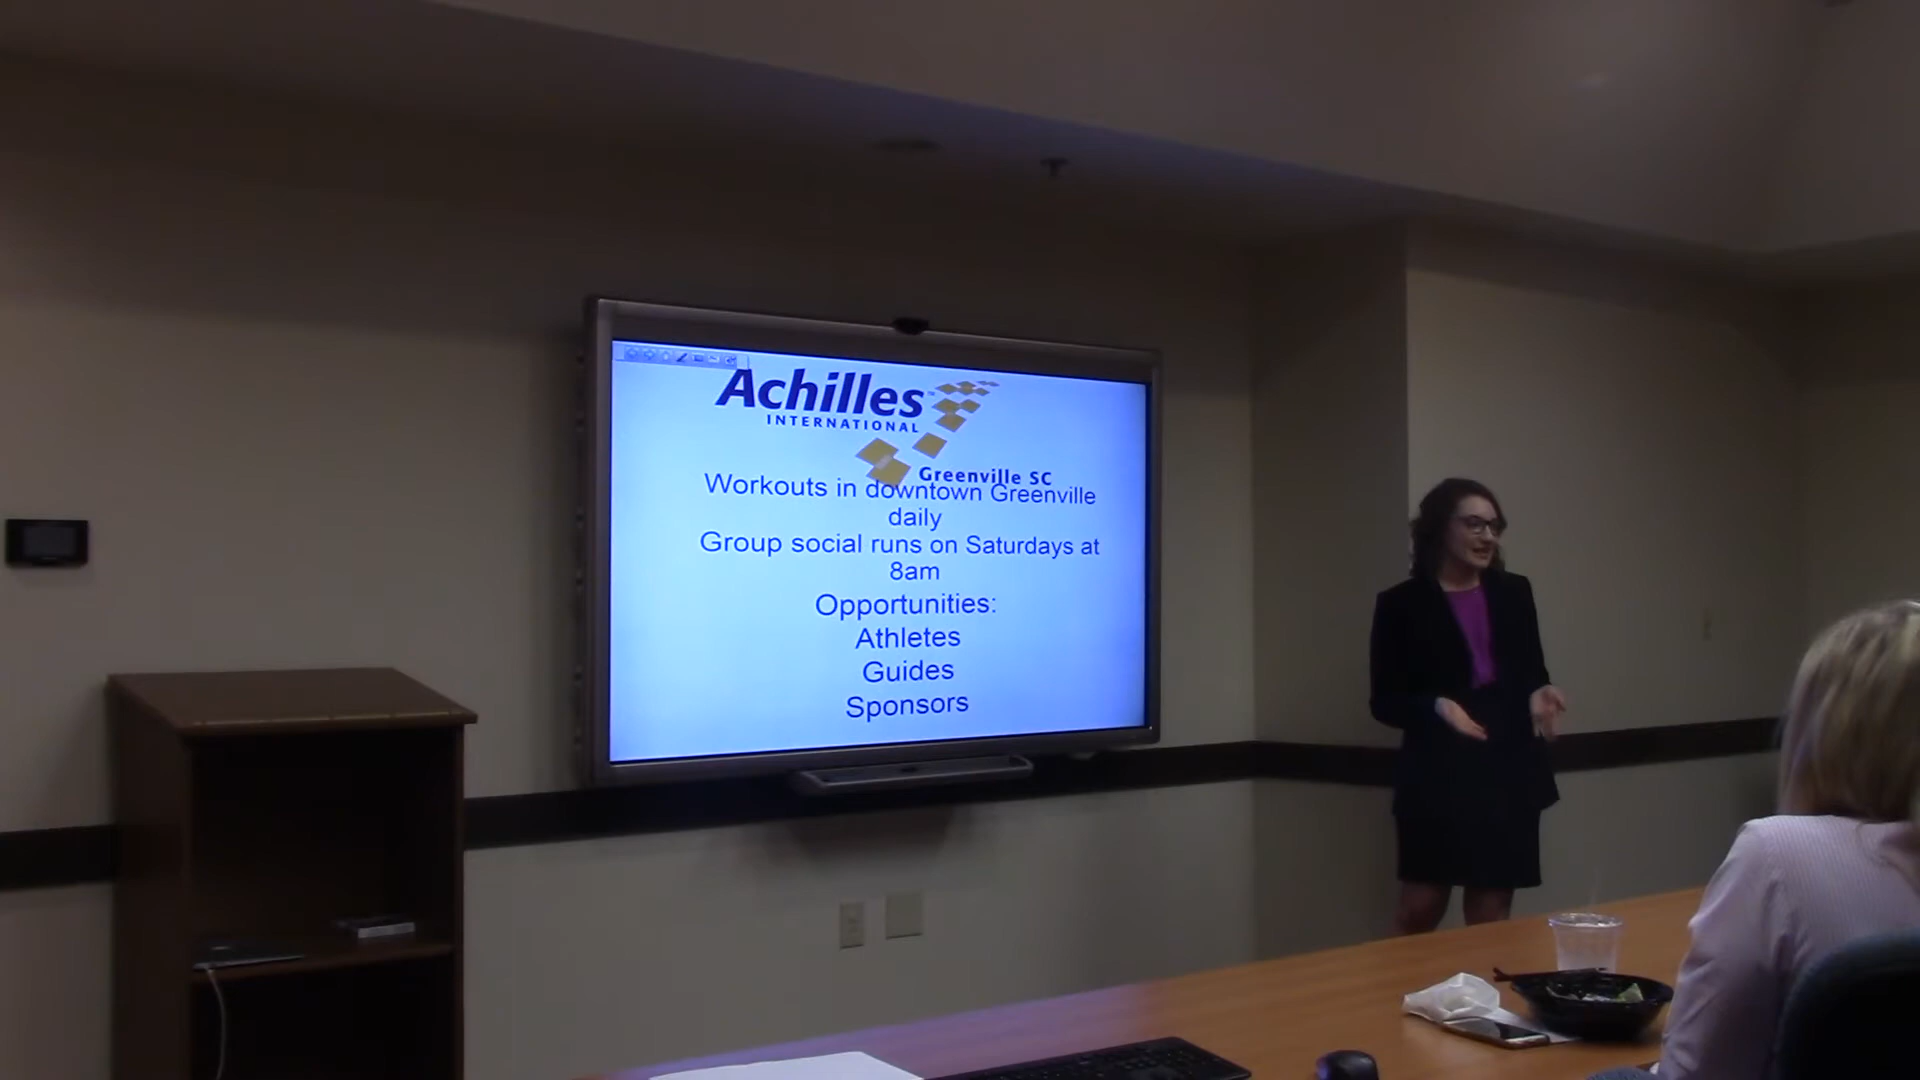 Achilles™
INTERNATIONAL
Greenville SC
Workouts in downtown Greenville
daily
Group social runs on Saturdays at
8am
Opportunities:
Athletes
Guides
Sponsors